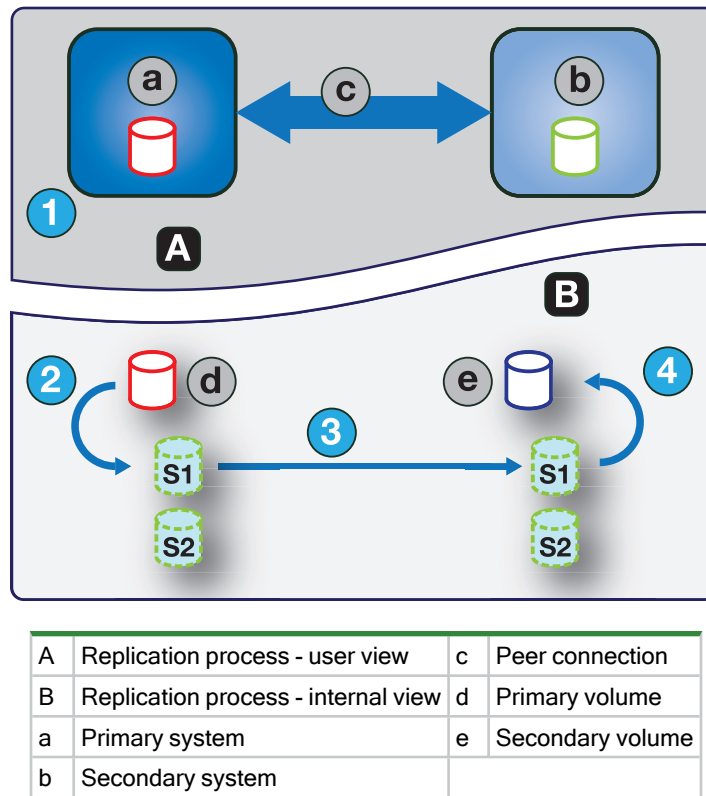 a
c
b
1
A
B
2
d
e
4
3
S1
S1
S2
S2
A Replication process - user view c Peer connection
B Replication process - internal view d Primary volume
a Primary system e Secondary volume
b Secondary system